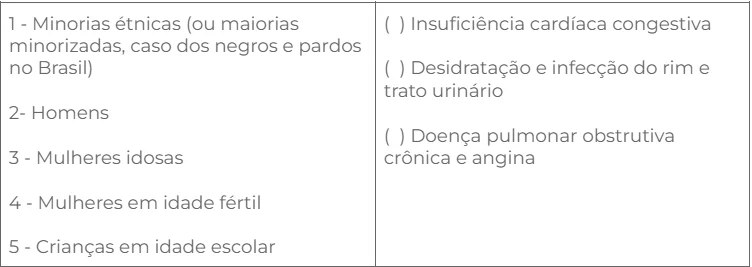 1 - Minorias étnicas (ou maiorias
minorizadas, caso dos negros e pardos
no Brasil)
2- Homens
3 - Mulheres idosas
4 - Mulheres em idade fértil
5 - Crianças em idade escolar
(  ) Insuficiência cardíaca congestiva
(  ) Desidratação e infecção do rim e
trato urinário
(  ) Doença pulmonar obstrutiva
crônica e angina